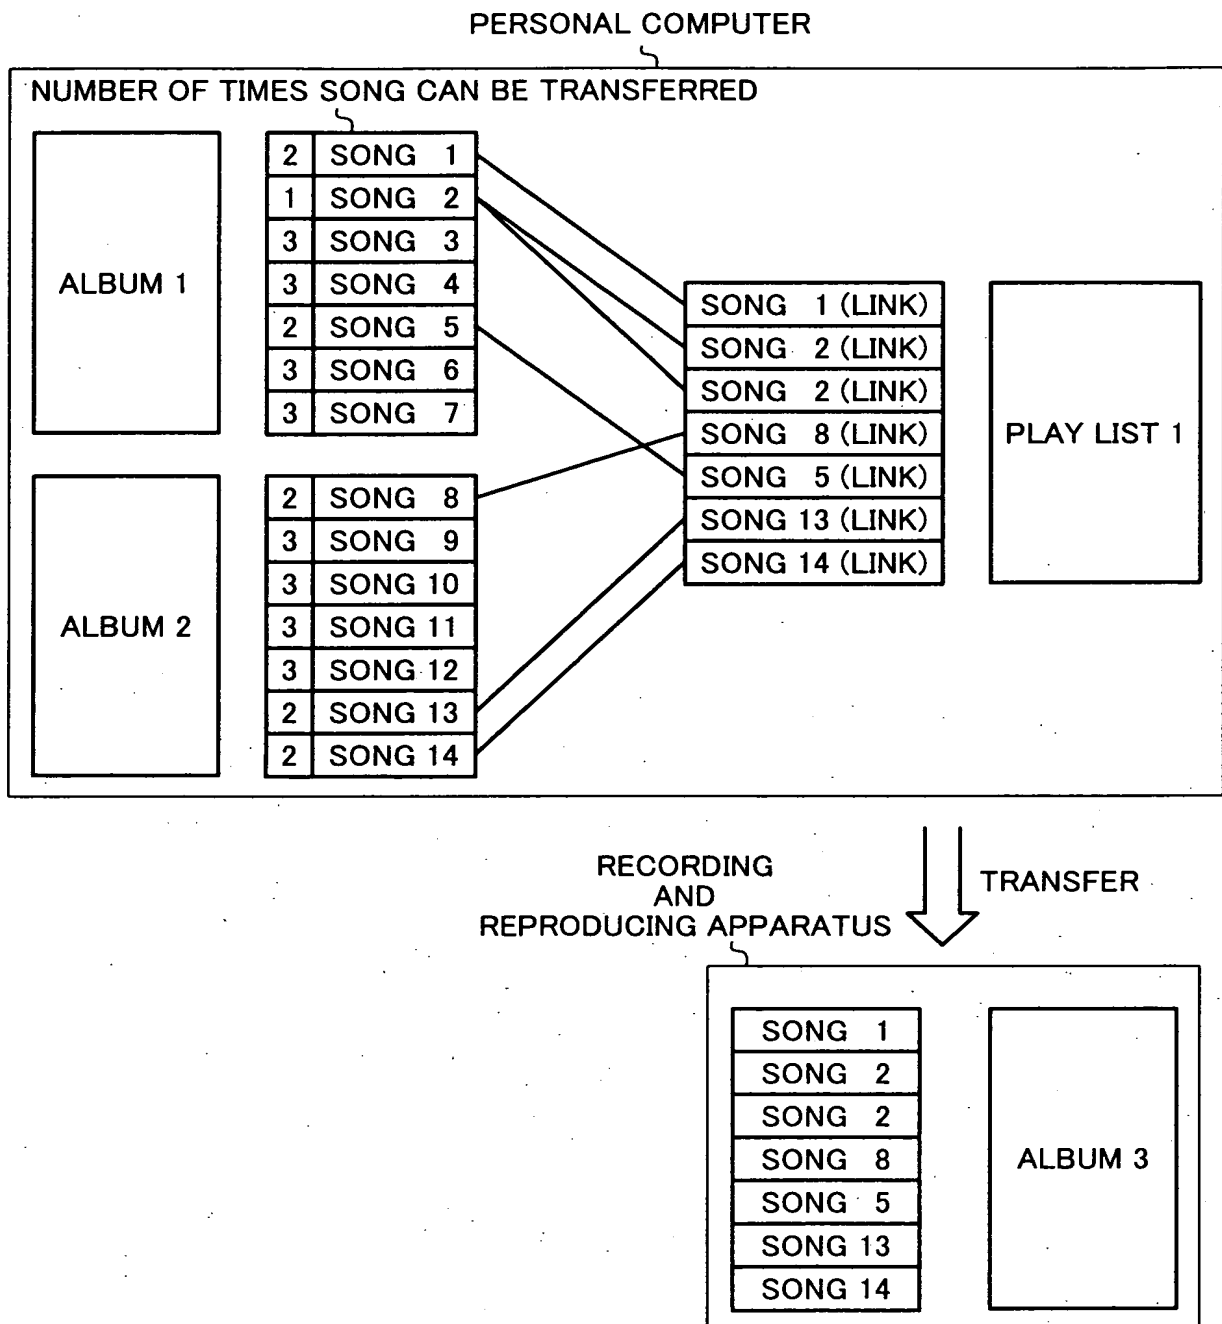 PERSONAL COMPUTER
NUMBER OF TIMES SONG CAN BE TRANSFERRED
ALBUM 1
2 SONG 1
1 SONG 2
3 SONG 3
3 SONG 4
2 SONG 5
3 SONG 6
3 SONG 7
ALBUM 2
2 SONG 8
3 SONG 9
3 SONG 10
3 SONG 11
3 SONG 12
2 SONG 13
2 SONG 14
SONG 1 (LINK)
SONG 2 (LINK)
SONG 2 (LINK)
SONG 8 (LINK)
SONG 5 (LINK)
SONG 13 (LINK)
SONG 14 (LINK)
PLAY LIST 1
TRANSFER
RECORDING
AND
REPRODUCING APPARATUS
SONG 1
SONG 2
SONG 2
SONG 8
SONG 5
SONG 13
SONG 14
ALBUM 3